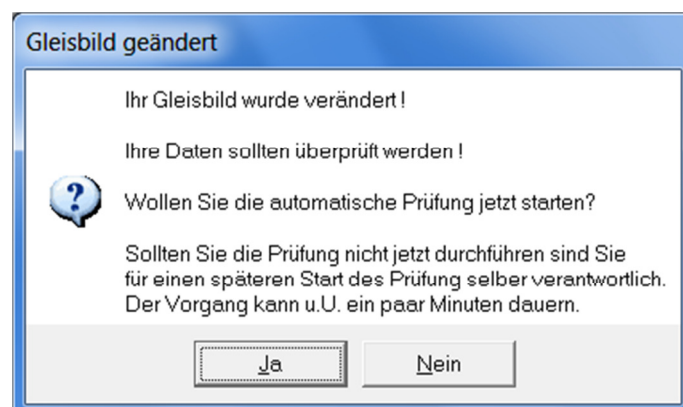 Gleisbild geändert
Ihr Gleisbild wurde verändert !
Ihre Daten sollten überprüft werden !
Wollen Sie die automatische Prüfung jetzt starten?
Sollten Sie die Prüfung nicht jetzt durchführen sind Sie
für einen späteren Start des Prüfung selber verantwortlich.
Der Vorgang kann u.U. ein paar Minuten dauern.
Ja
Nein